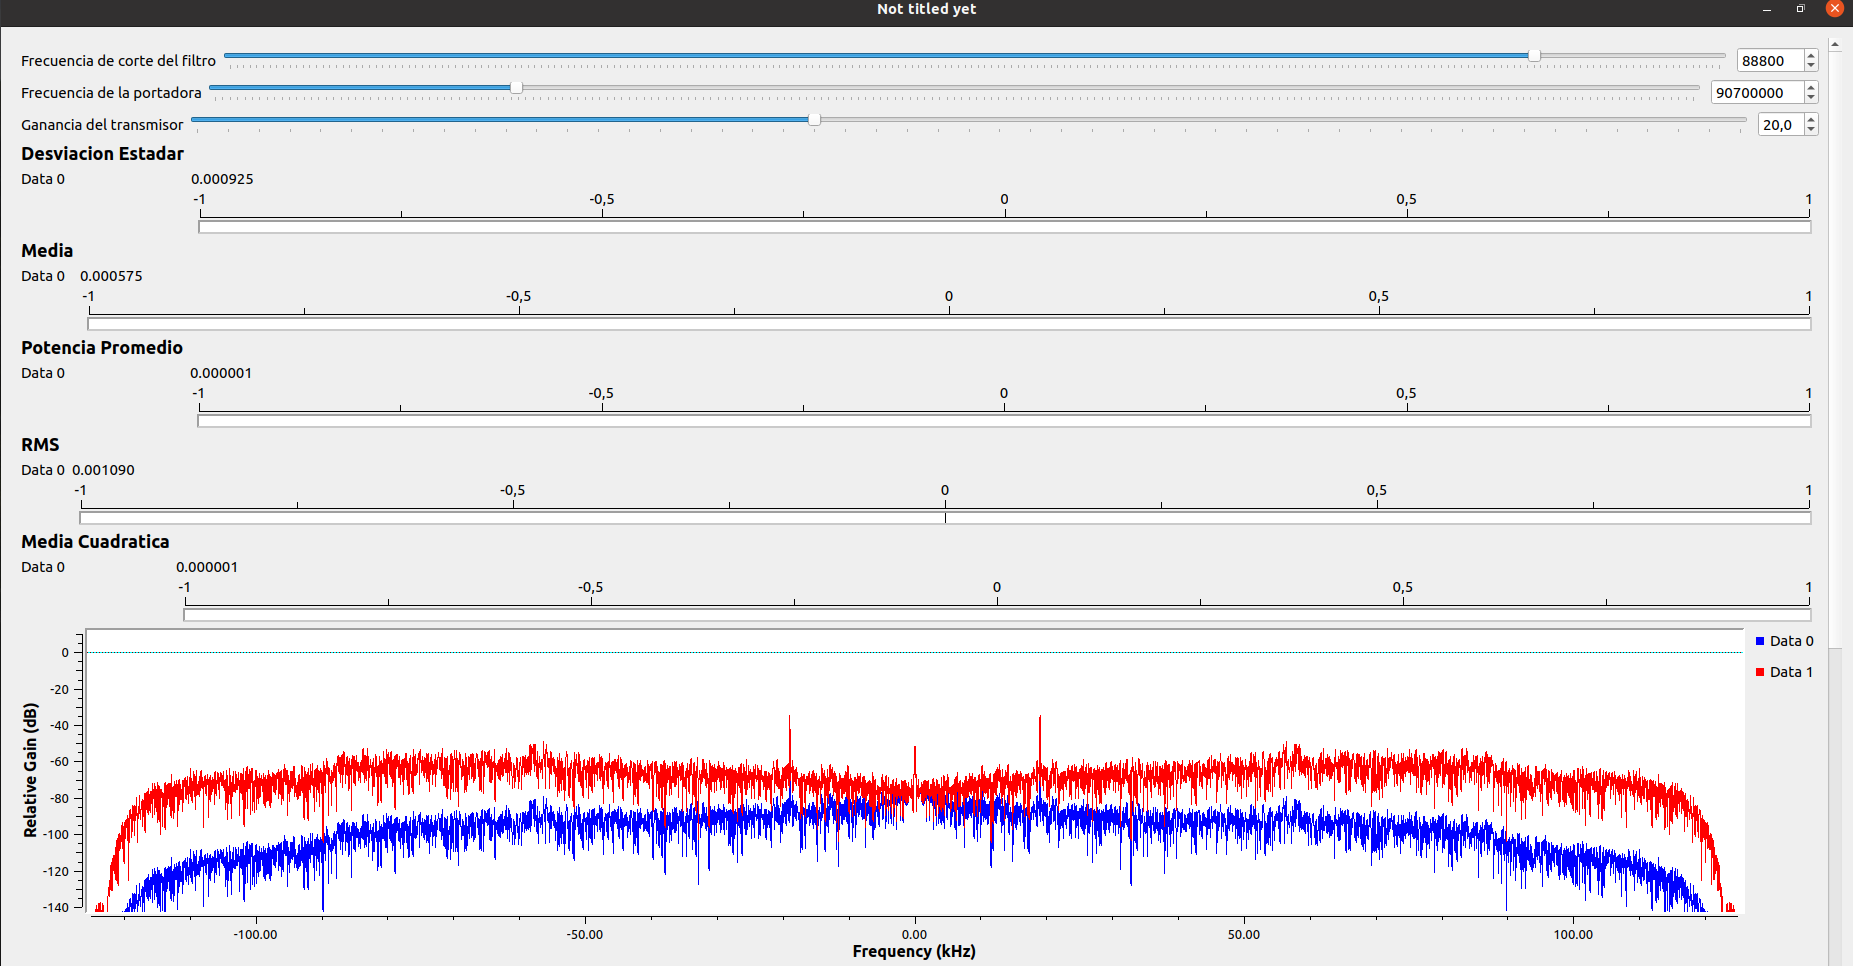 Not titled yet
Frecuencia de corte del filtro 88800
Frecuencia de la portadora 90700000
Ganancia del transmisor 20,0
Desviacion Estadar
Data 0 0.000925
-1 -0,5 0 0,5 1
Media
Data 0 0.000575
-1 -0,5 0 0,5 1
Potencia Promedio
Data 0 0.000001
-1 -0,5 0 0,5 1
RMS
Data 0 0.001090
-1 -0,5 0 0,5 1
Media Cuadratica
Data 0 0.000001
-1 -0,5 0 0,5 1
Data 0
Data 1
Relative Gain (dB)
0
-20
-40
-60
-80
-100
-120
-140
-100.00 -50.00 0.00 50.00 100.00
Frequency (kHz)